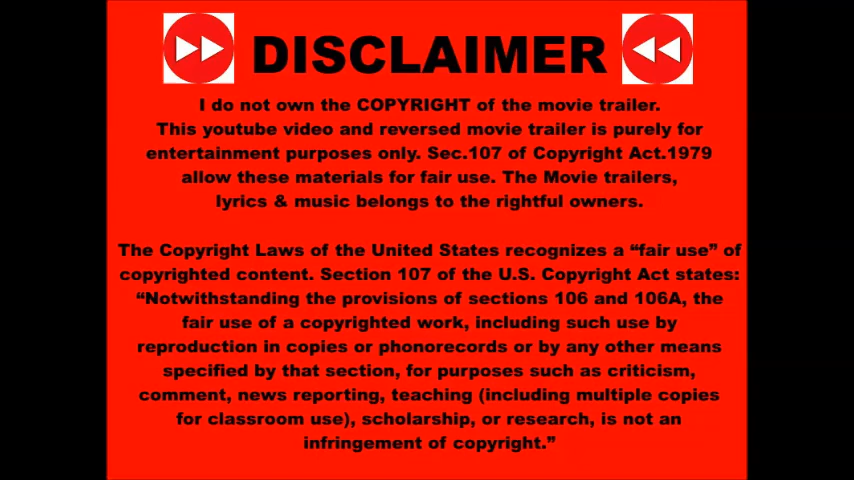 DISCLAIMER
I do not own the COPYRIGHT of the movie trailer.
This youtube video and reversed movie trailer is purely for
entertainment purposes only. Sec.107 of Copyright Act.1979
allow these materials for fair use. The Movie trailers,
lyrics & music belongs to the rightful owners.
The Copyright Laws of the United States recognizes a “fair use” of
copyrighted content. Section 107 of the U.S. Copyright Act states:
“Notwithstanding the provisions of sections 106 and 106A, the
fair use of a copyrighted work, including such use by
reproduction in copies or phonorecords or by any other means
specified by that section, for purposes such as criticism,
comment, news reporting, teaching (including multiple copies
for classroom use), scholarship, or research, is not an
infringement of copyright.”